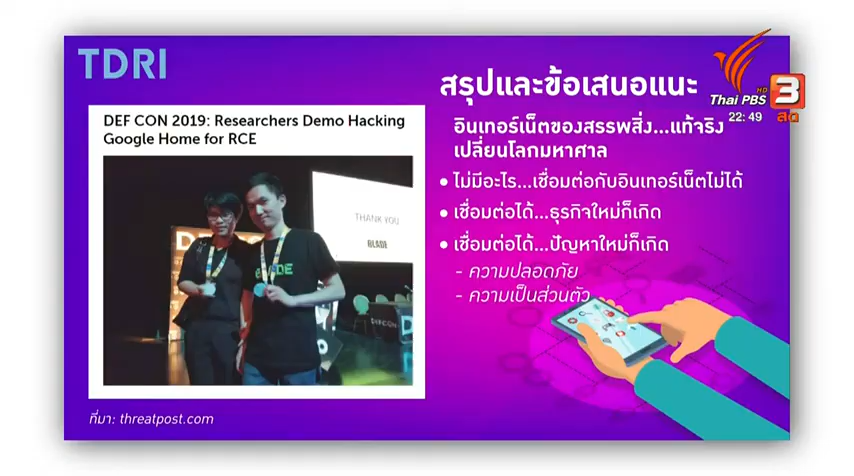 TDRI
DEF CON 2019: Researchers Demo Hacking
Google Home for RCE
THANK YOU
BLADE
BLADE
DEFCON
ที่มา: threatpost.com
สรุปและข้อเสนอแนะ
อินเทอร์เน็ตของสรรพสิ่ง...แท้จริง
เปลี่ยนโลกมหาศาล
• ไม่มีอะไร...เชื่อมต่อกับอินเทอร์เน็ตไม่ได้
• เชื่อมต่อได้...ธุรกิจใหม่ก็เกิด
• เชื่อมต่อได้...ปัญหาใหม่ก็เกิด
- ความปลอดภัย
- ความเป็นส่วนตัว
Thai PBS HD 3
22:49 สด